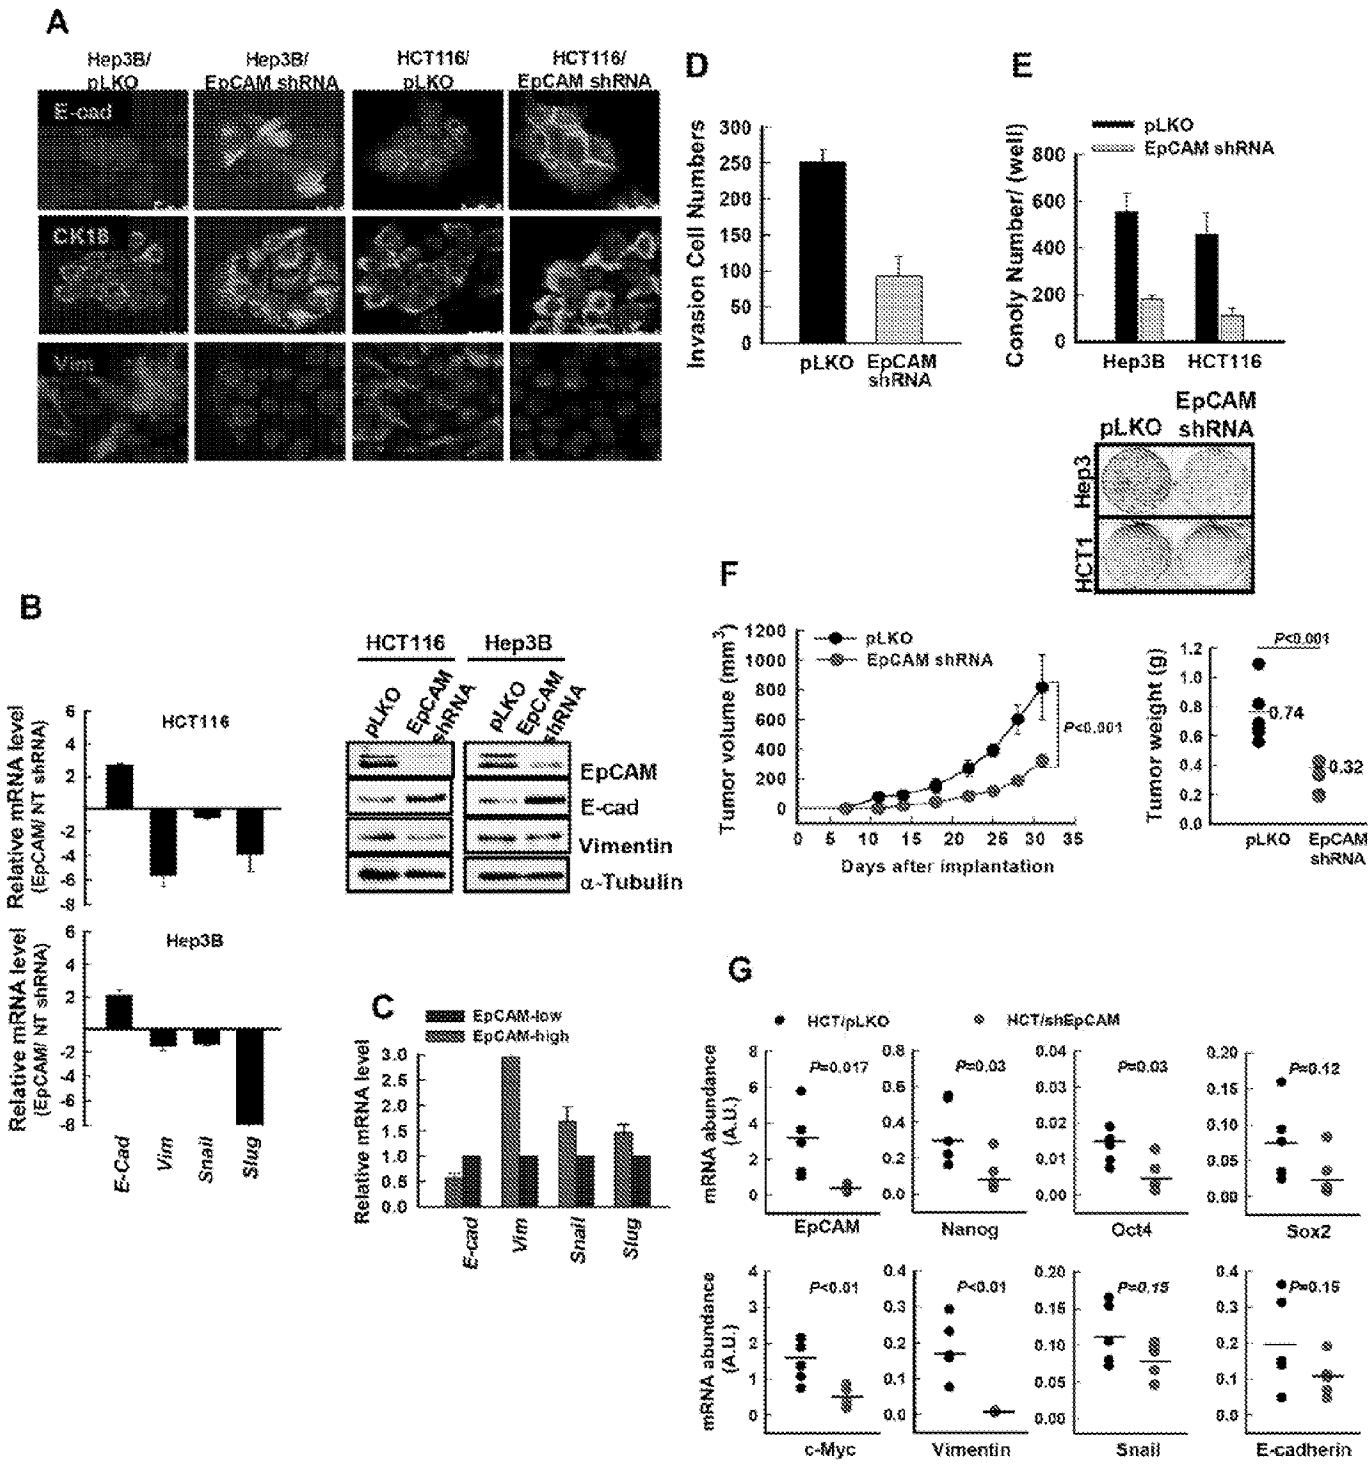 A
Hep3B/ pLKO
Hep3B/ EpCAM shRNA
HCT116/ pLKO
HCT116/ EpCAM shRNA
E-cad
CK18
Vim
D
Invasion Cell Numbers
300
250
200
150
100
50
0
pLKO
EpCAM shRNA
E
pLKO
EpCAM shRNA
Conoly Number/ (well)
800
600
400
200
0
Hep3B HCT116
pLKO
EpCAM shRNA
Hep3
HCT1
B
Relative mRNA level
(EpCAM/ NT shRNA)
HCT116
6
4
2
-2
-4
-6
-8
Relative mRNA level
(EpCAM/ NT shRNA)
Hep3B
6
4
2
-2
-4
-6
-8
E-Cad
Vim
Snail
Slug
HCT116 Hep3B
pLKO
EpCAM shRNA
pLKO
EpCAM shRNA
EpCAM
E-cad
Vimentin
α-Tubulin
C
EpCAM-low
EpCAM-high
Relative mRNA level
3.0
2.0
1.5
1.0
0.5
0.0
E-cad
Vim
Snail
Slug
F
Tumor volume (mm3)
1200
1000
800
600
400
200
0
pLKO
EpCAM shRNA
P<0.001
0 5 10 15 20 25 30 35
Days after implantation
Tumor weight (g)
1.2
1.0
0.8
0.6
0.4
0.2
0.0
P<0.001
0.74
0.32
pLKO
EpCAM shRNA
G
HCT/pLKO HCT/shEpCAM
mRNA abundance
(A.U.)
8
6
4
2
0
P=0.017
EpCAM
0.8
0.6
0.4
0.2
0.0
P=0.03
Nanog
0.04
0.03
0.02
0.01
0.00
P=0.03
Oct4
0.20
0.15
0.10
0.05
0.00
P=0.12
Sox2
mRNA abundance
(A.U.)
4
3
2
1
0
P<0.01
c-Myc
0.4
0.3
0.2
0.1
0.0
P<0.01
Vimentin
0.20
0.15
0.10
0.05
0.00
P=0.15
Snail
0.4
0.3
0.2
0.1
0.0
P=0.15
E-cadherin